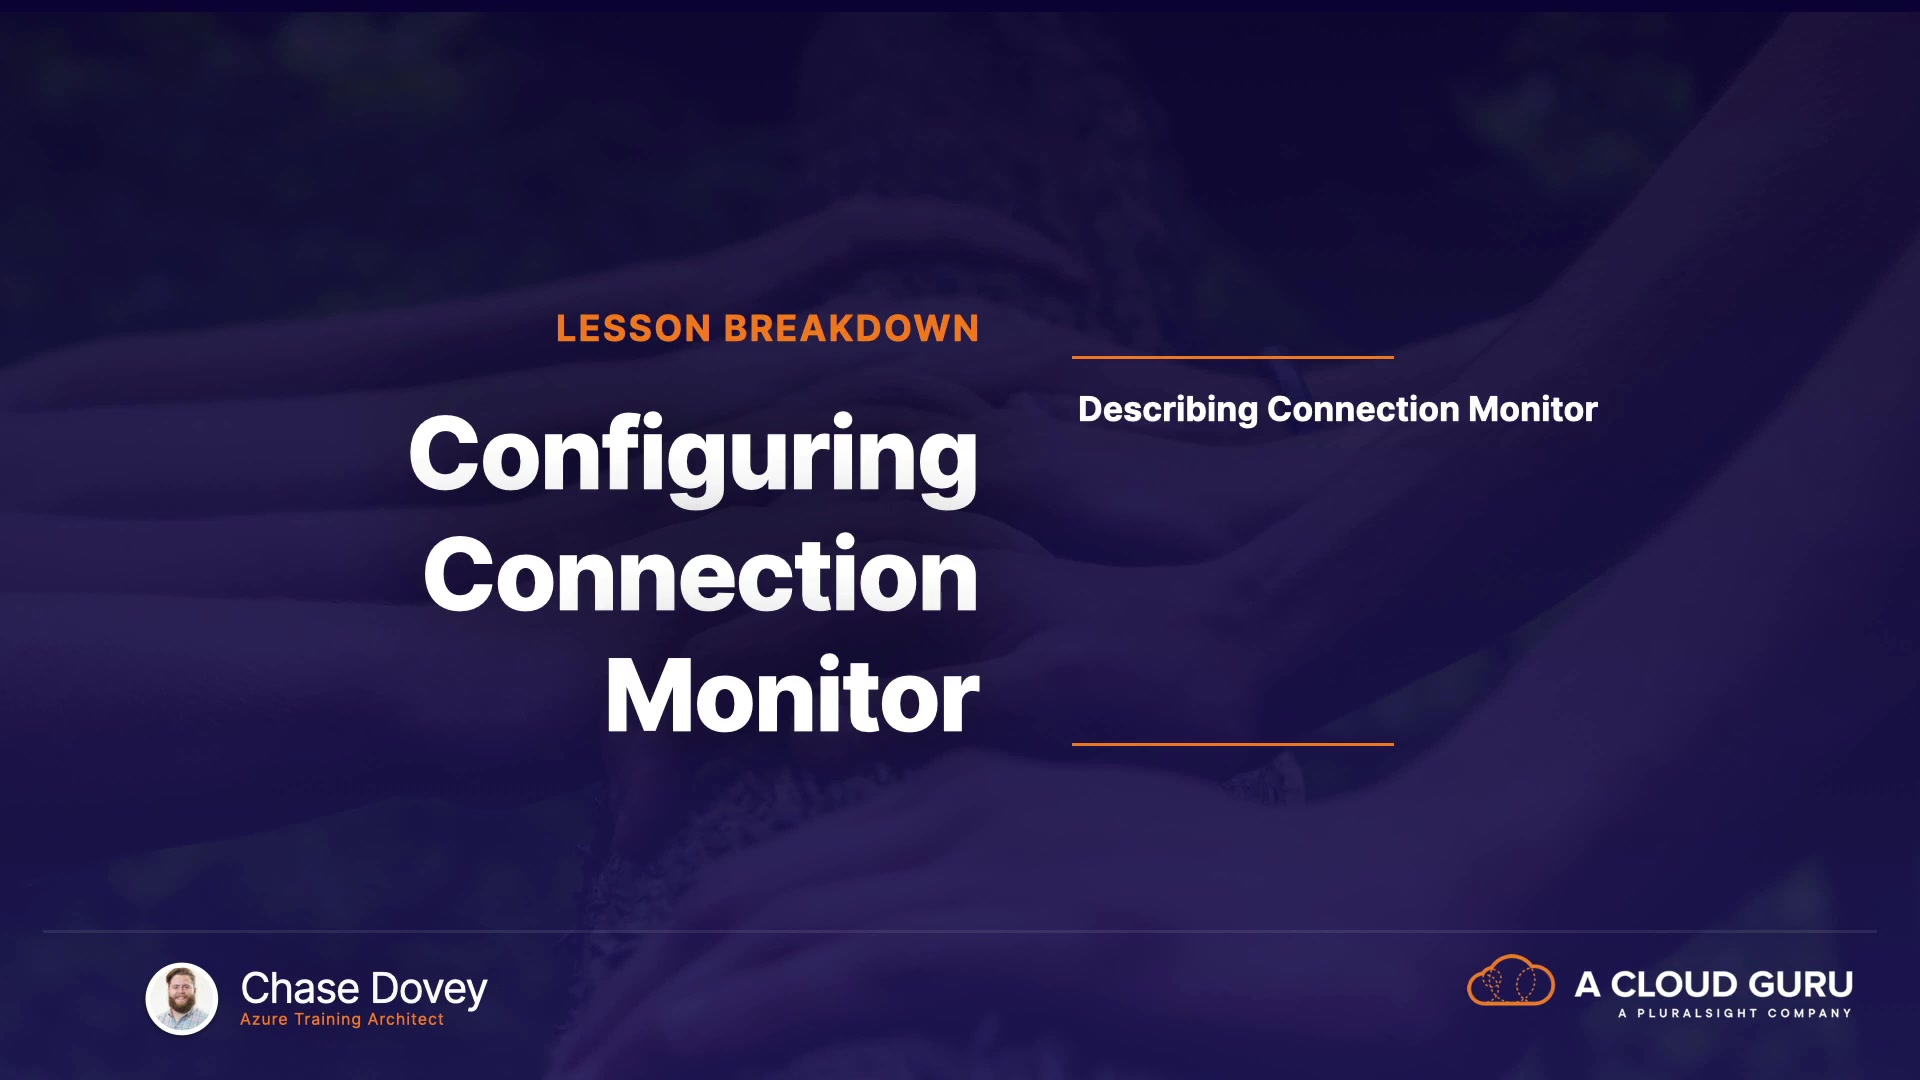 LESSON BREAKDOWN
Configuring
Connection
Monitor
Describing Connection Monitor
Chase Dovey
Azure Training Architect
A CLOUD GURU
A PLURALSIGHT COMPANY